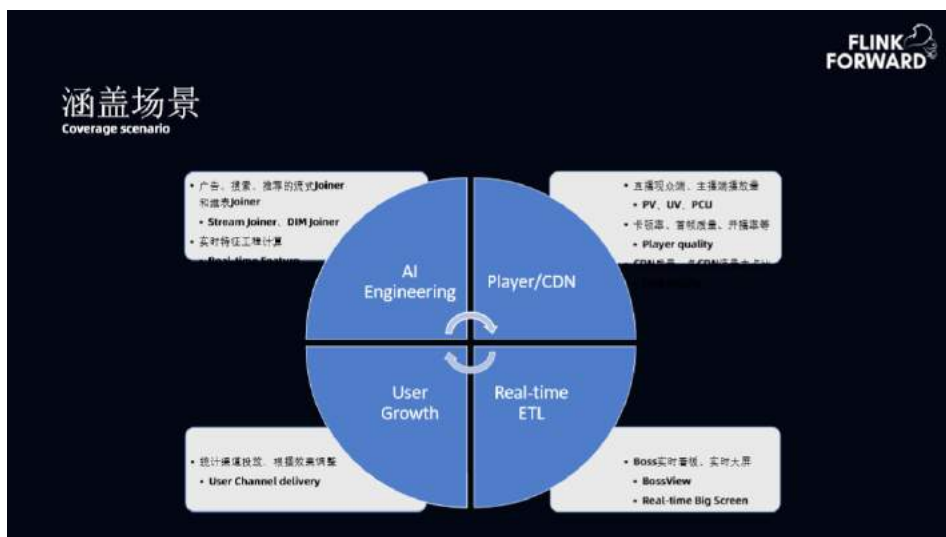 FLINK
FORWARD
涵盖场景
Coverage scenario
• 广告、搜索、推荐的流式Joiner
和维表Joiner
• Stream Joiner、DIM Joiner
• 实时特征工程计算
• Real-time Feature
• 直播观众端、主播端播放量
• PV、UV、PCU
• 卡顿率、首帧质量、开播率等
• Player quality
AI
Engineering
Player/CDN
User
Growth
Real-time
ETL
• 统计渠道投放、根据效果调整
• User Channel delivery
• Boss实时看板、实时大屏
• BossView
• Real-time Big Screen